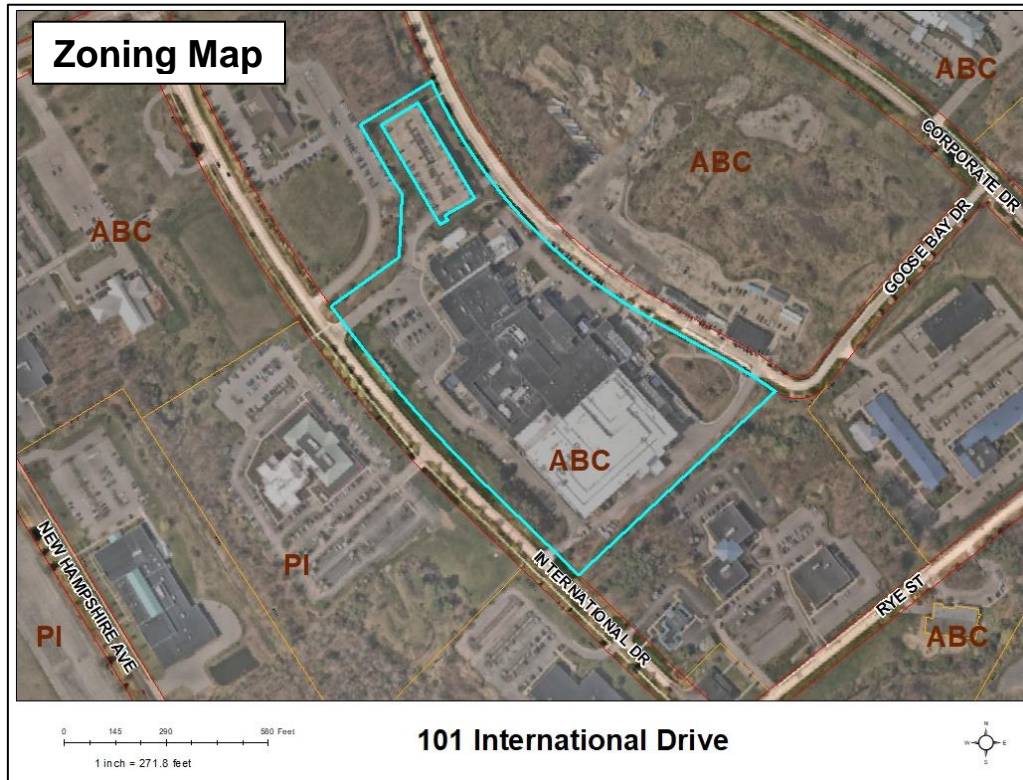 Zoning Map
ABC
CORPORATE DR
ABC
GOOSE BAY DR
ABC
ABC
NEW HAMPSHIRE AVE
PI
PI
INTERNATIONAL DR
RYE ST
ABC
0 145 290 580 Feet
1 inch = 271.8 feet
101 International Drive
N
W E
S